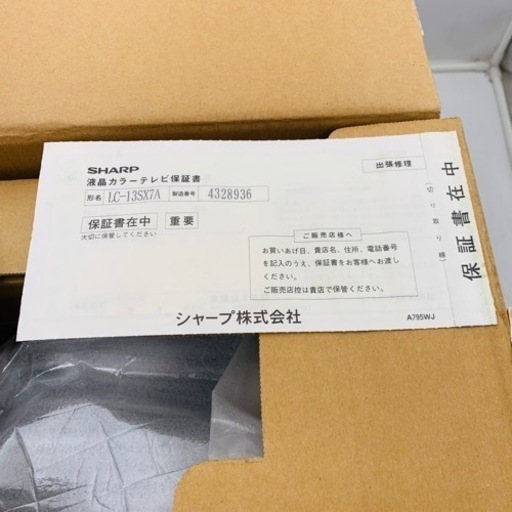 SHARP
液晶カラーテレビ保証書
形名 LC-13SX7A 製造番号 4328936
出張修理
保証書在中 重要
大切に保管してください
ご販売店様へ
お買いあげ日、貴店名、住所、電話番号
を記入のうえ、保証書をお客様へお渡し
ください。
ご販売店控は貴店で保管ください。
シャープ株式会社
A795WJ
(切り取り線)
保証書在中